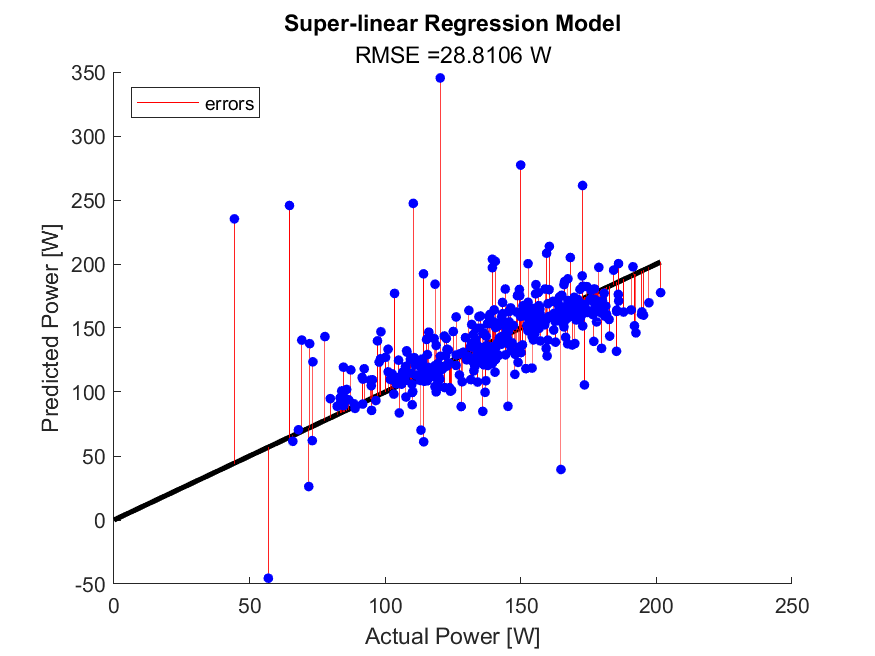 Super-linear Regression Model
RMSE =28.8106 W
errors
350
300
250
200
150
100
50
0
-50
Predicted Power [W]
0 50 100 150 200 250
Actual Power [W]